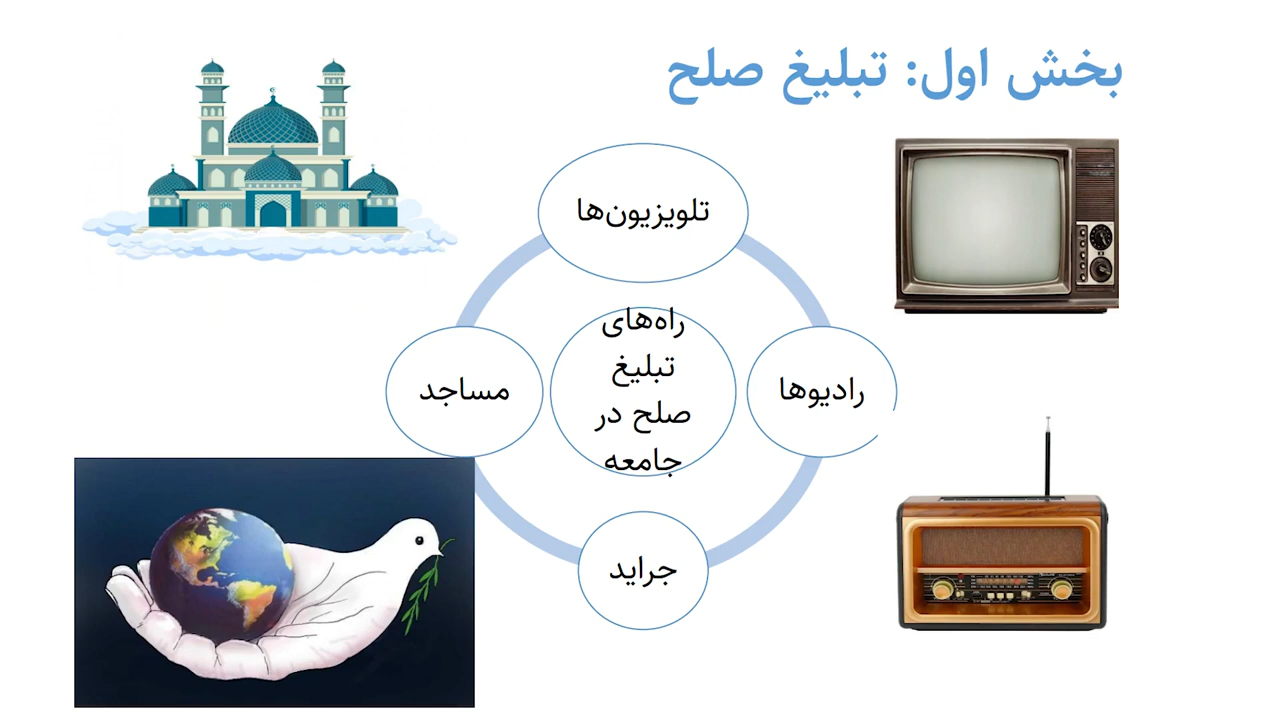 بخش اول: تبلیغ صلح
تلویزیون‌ها
راه‌های
تبلیغ
صلح در
جامعه
رادیوها
مساجد
جراید